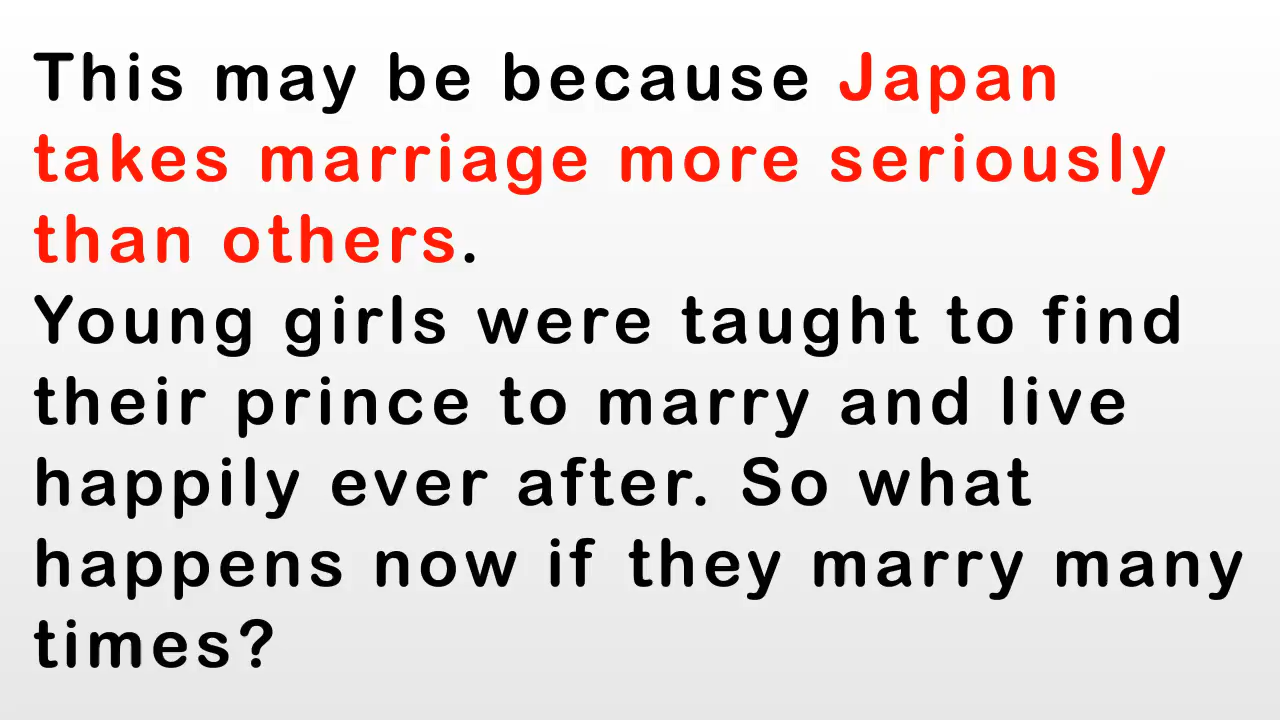 This may be because Japan
takes marriage more seriously
than others.
Young girls were taught to find
their prince to marry and live
happily ever after. So what
happens now if they marry many
times?